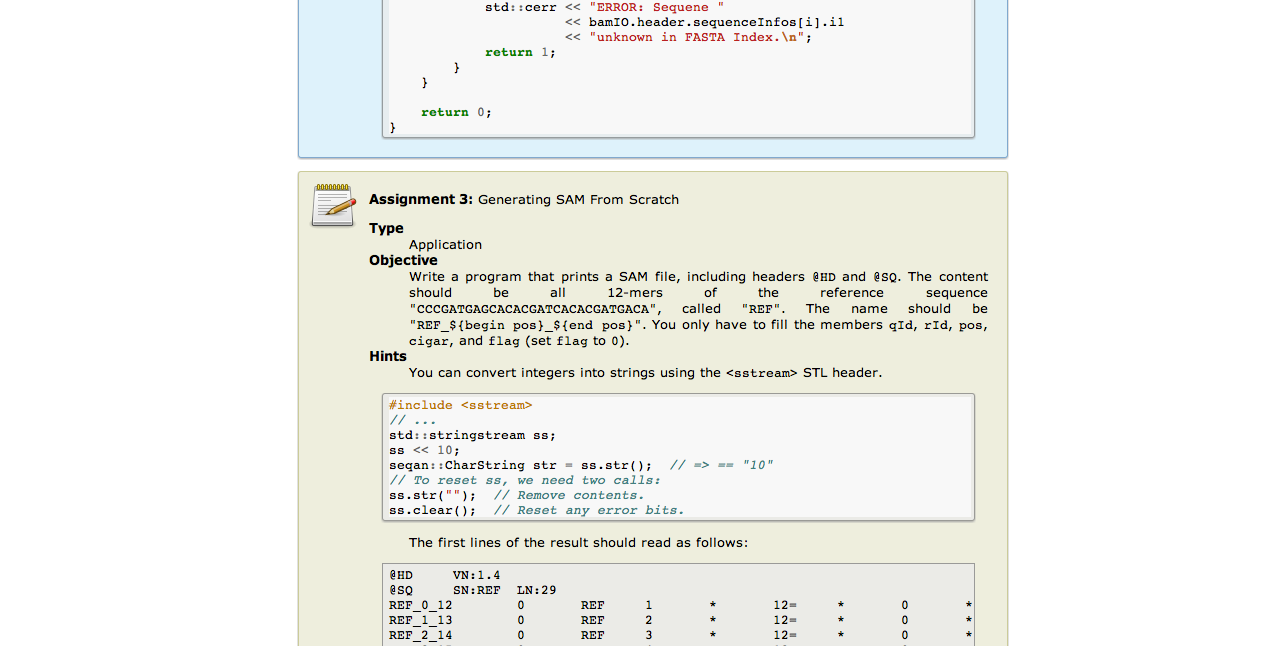 std::cerr << "ERROR: Sequene "
<< bamIO.header.sequenceInfos[i].i1
<< "unknown in FASTA Index.\n";
return 1;
}
}
return 0;
}
Assignment 3: Generating SAM From Scratch
Type
Application
Objective
Write a program that prints a SAM file, including headers @HD and @SQ. The content
should be all 12-mers of the reference sequence
"CCCGATGAGCACACGATCACACGATGACA", called "REF". The name should be
"REF_${begin pos}_${end pos}". You only have to fill the members qId, rId, pos,
cigar, and flag (set flag to 0).
Hints
You can convert integers into strings using the <sstream> STL header.
#include <sstream>
// ...
std::stringstream ss;
ss << 10;
seqan::CharString str = ss.str();  // => == "10"
// To reset ss, we need two calls:
ss.str("");  // Remove contents.
ss.clear();  // Reset any error bits.
The first lines of the result should read as follows:
@HD VN:1.4
@SQ SN:REF LN:29
REF_0_12 0 REF 1 * 12= * 0 *
REF_1_13 0 REF 2 * 12= * 0 *
REF_2_14 0 REF 3 * 12= * 0 *